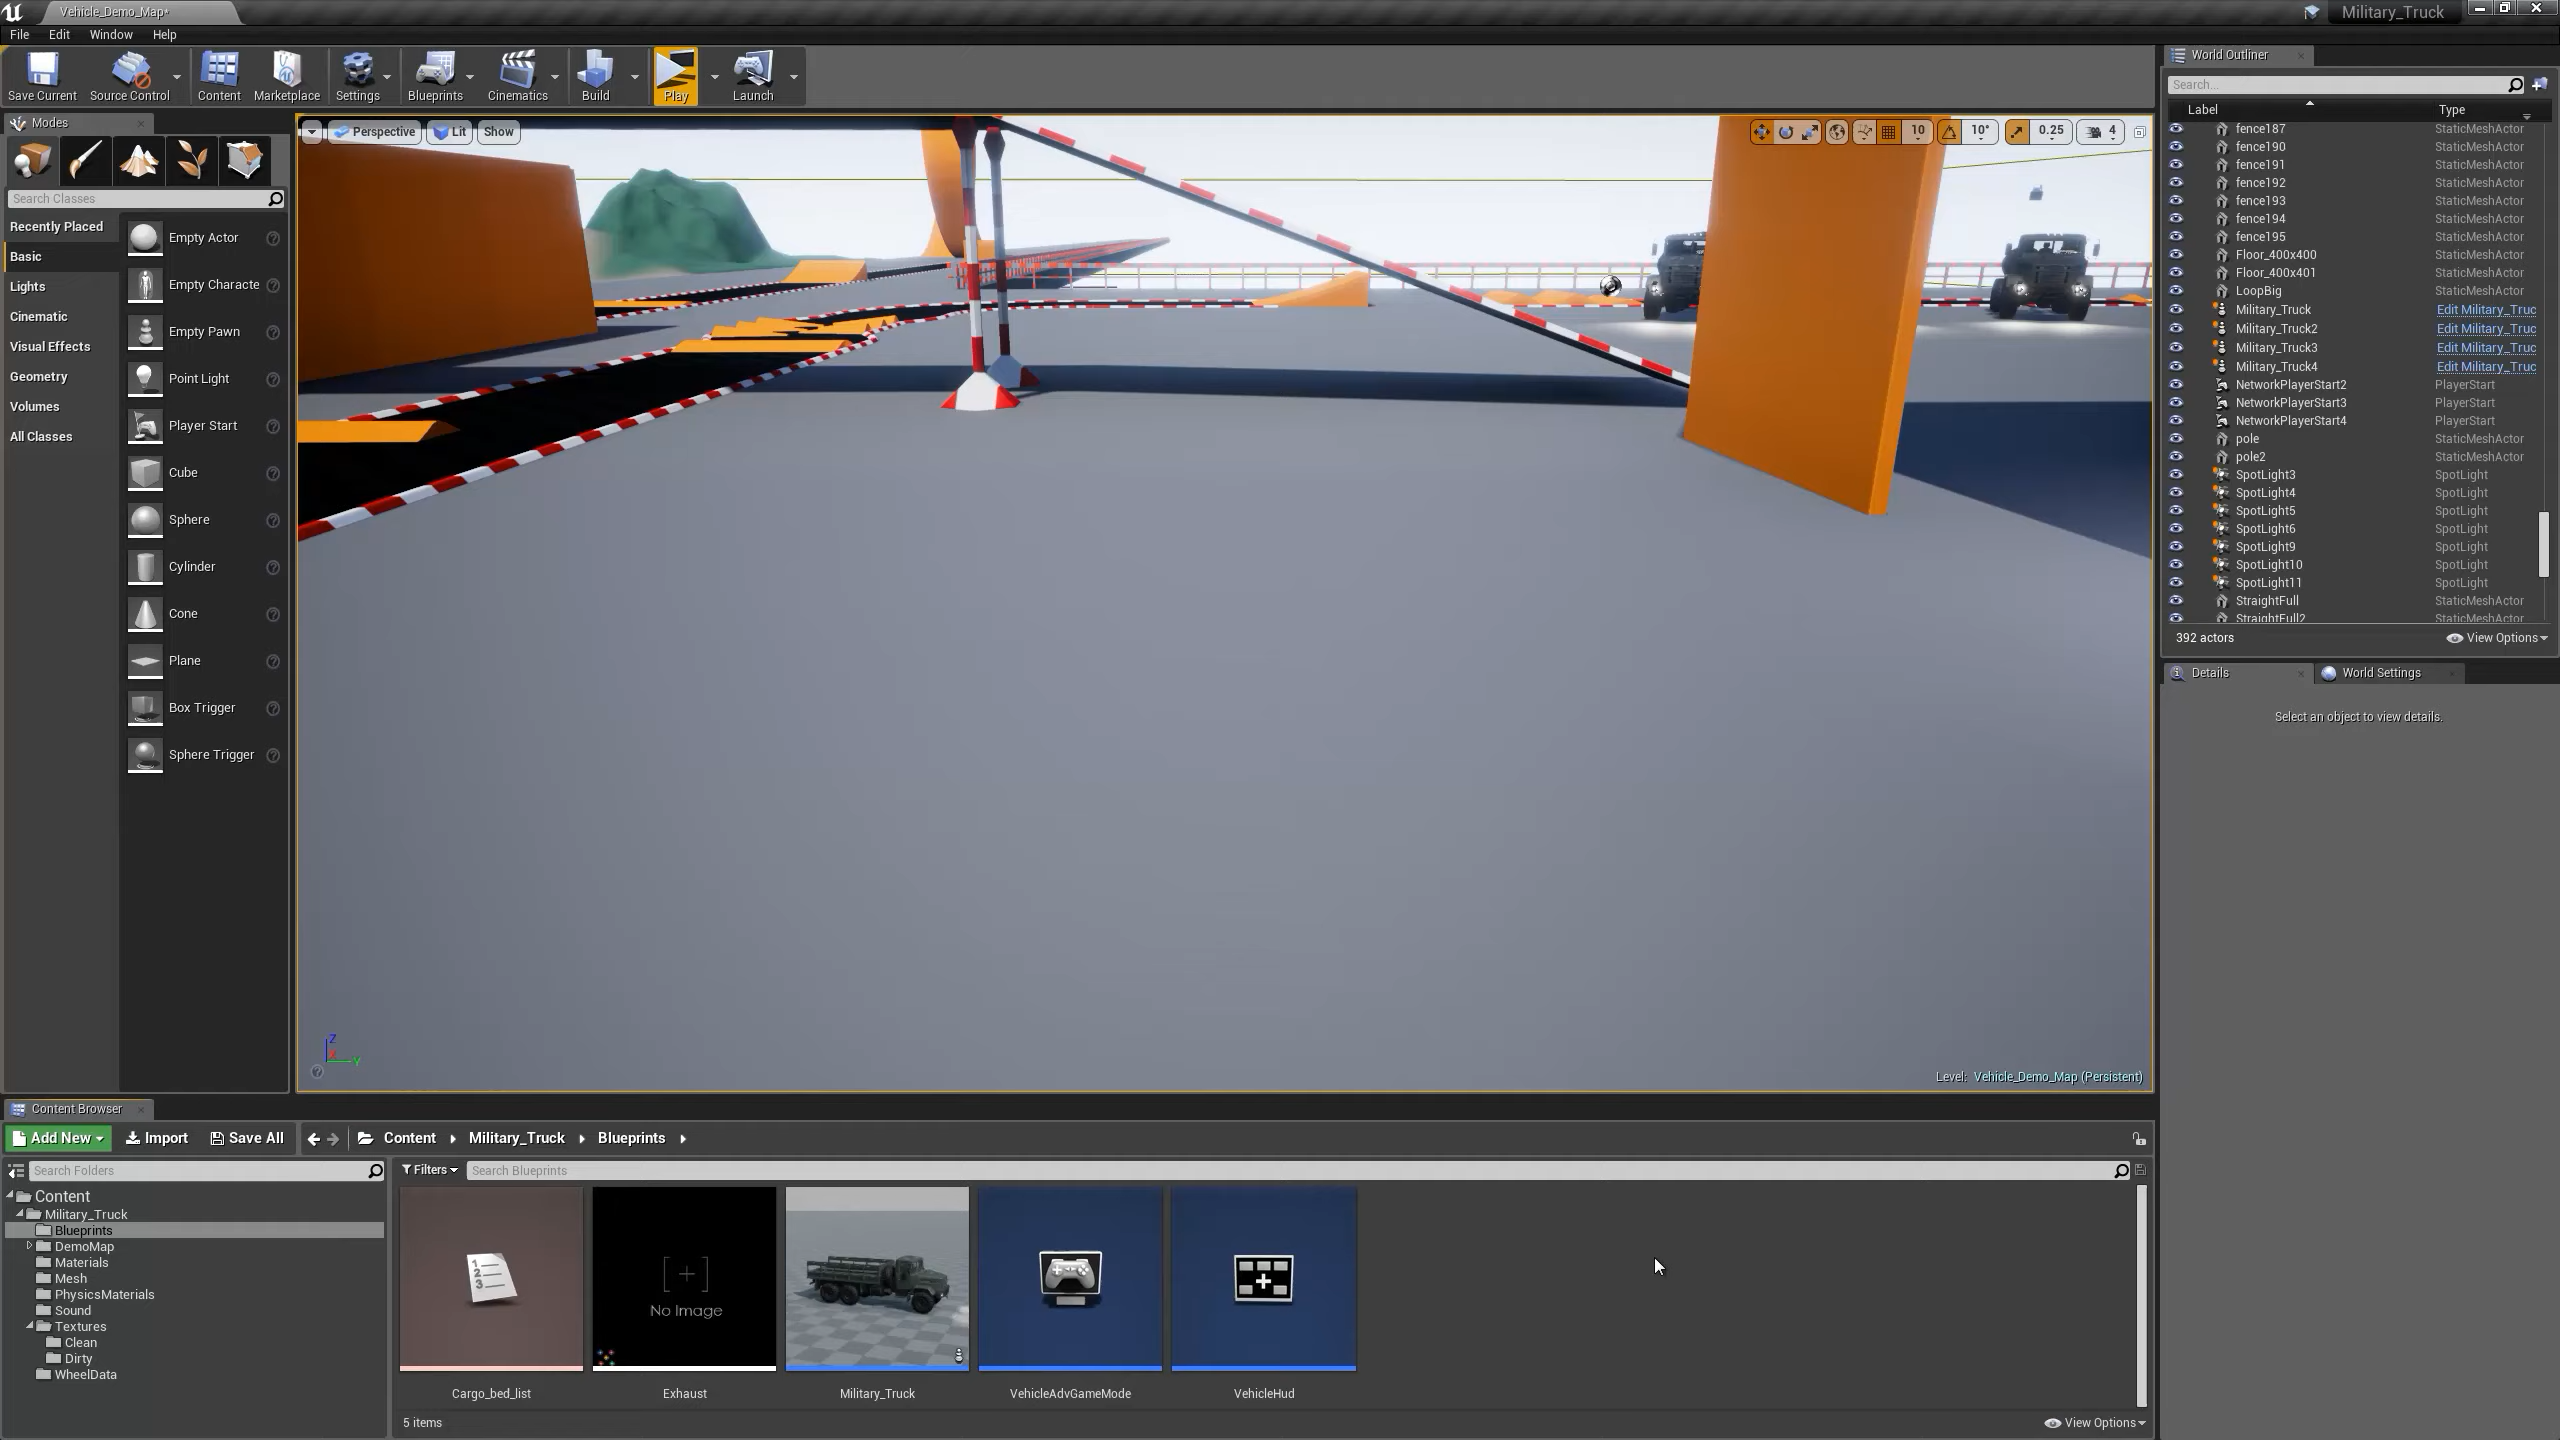 Vehicle_Demo_Map*
Military_Truck
File Edit Window Help
Save Current
Source Control
Content
Marketplace
Settings
Blueprints
Cinematics
Build
Play
Launch
Modes
Search Classes
Recently Placed
Basic
Lights
Cinematic
Visual Effects
Geometry
Volumes
All Classes
Empty Actor
Empty Characte
Empty Pawn
Point Light
Player Start
Cube
Sphere
Cylinder
Cone
Plane
Box Trigger
Sphere Trigger
Perspective Lit Show
10 10° 0.25 4
Z
X
Y
Level: Vehicle_Demo_Map (Persistent)
World Outliner
Search...
Label Type
fence187 StaticMeshActor
fence190 StaticMeshActor
fence191 StaticMeshActor
fence192 StaticMeshActor
fence193 StaticMeshActor
fence194 StaticMeshActor
fence195 StaticMeshActor
Floor_400x400 StaticMeshActor
Floor_400x401 StaticMeshActor
LoopBig StaticMeshActor
Military_Truck Edit Military_Truc
Military_Truck2 Edit Military_Truc
Military_Truck3 Edit Military_Truc
Military_Truck4 Edit Military_Truc
NetworkPlayerStart2 PlayerStart
NetworkPlayerStart3 PlayerStart
NetworkPlayerStart4 PlayerStart
pole StaticMeshActor
pole2 StaticMeshActor
SpotLight3 SpotLight
SpotLight4 SpotLight
SpotLight5 SpotLight
SpotLight6 SpotLight
SpotLight9 SpotLight
SpotLight10 SpotLight
SpotLight11 SpotLight
StraightFull StaticMeshActor
StraightFull2 StaticMeshActor
392 actors View Options
Details World Settings
Select an object to view details.
Content Browser
Add New Import Save All Content Military_Truck Blueprints
Search Folders
Filters Search Blueprints
Content
Military_Truck
Blueprints
DemoMap
Materials
Mesh
PhysicsMaterials
Sound
Textures
Clean
Dirty
WheelData
1
2
3
[+]
No Image
Cargo_bed_list
Exhaust
Military_Truck
VehicleAdvGameMode
VehicleHud
5 items View Options